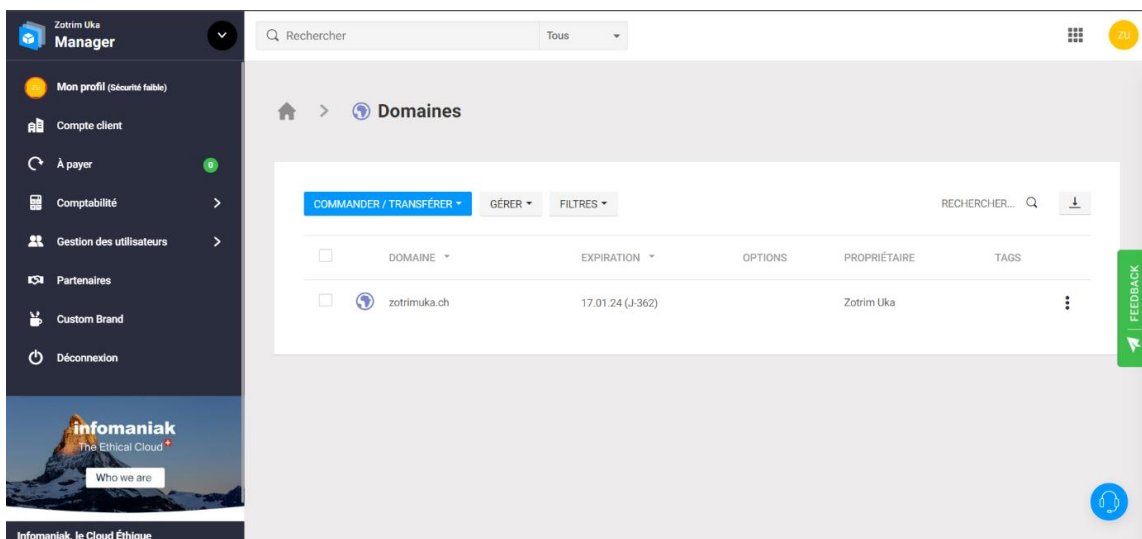 Zotrim Uka
Manager
Rechercher
Tous
ZU
Mon profil (Sécurité faible)
Compte client
À payer
0
Comptabilité
Gestion des utilisateurs
Partenaires
Custom Brand
Déconnexion
infomaniak
The Ethical Cloud
Who we are
Infomaniak, le Cloud Éthique
Domaines
COMMANDER / TRANSFÉRER
GÉRER
FILTRES
RECHERCHER...
DOMAINE
EXPIRATION
OPTIONS
PROPRIÉTAIRE
TAGS
zotrimuka.ch
17.01.24 (J-362)
Zotrim Uka
FEEDBACK